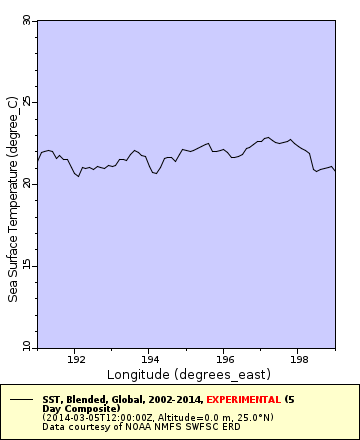 30
25
20
15
10
Sea Surface Temperature (degree_C)
192
194
196
198
Longitude (degrees_east)
SST, Blended, Global, 2002-2014, EXPERIMENTAL (5
Day Composite)
(2014-03-05T12:00:00Z, Altitude=0.0 m, 25.0°N)
Data courtesy of NOAA NMFS SWFSC ERD